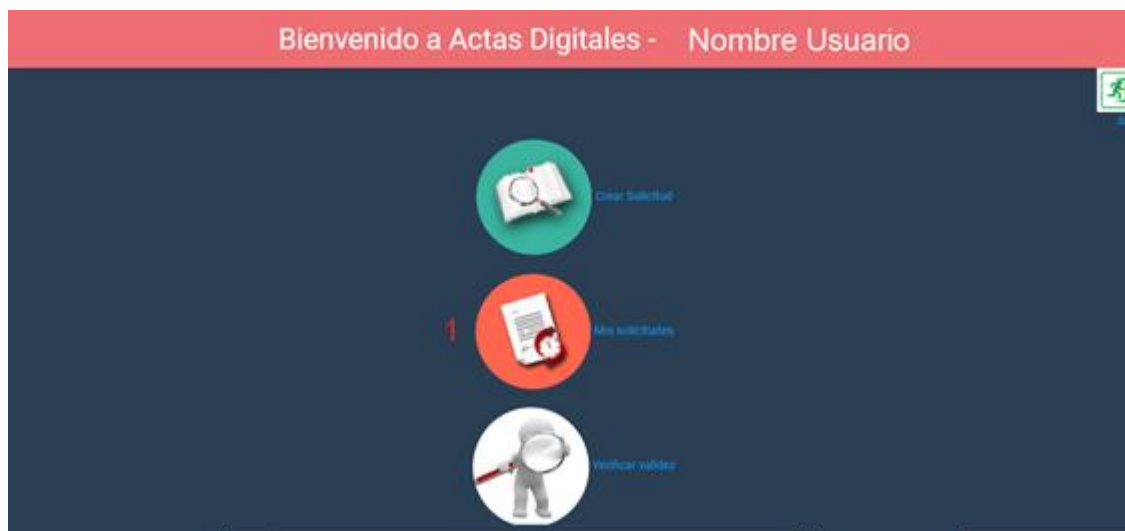 Bienvenido a Actas Digitales - Nombre Usuario
Crear Solicitud
1
Mis solicitudes
Verificar validez